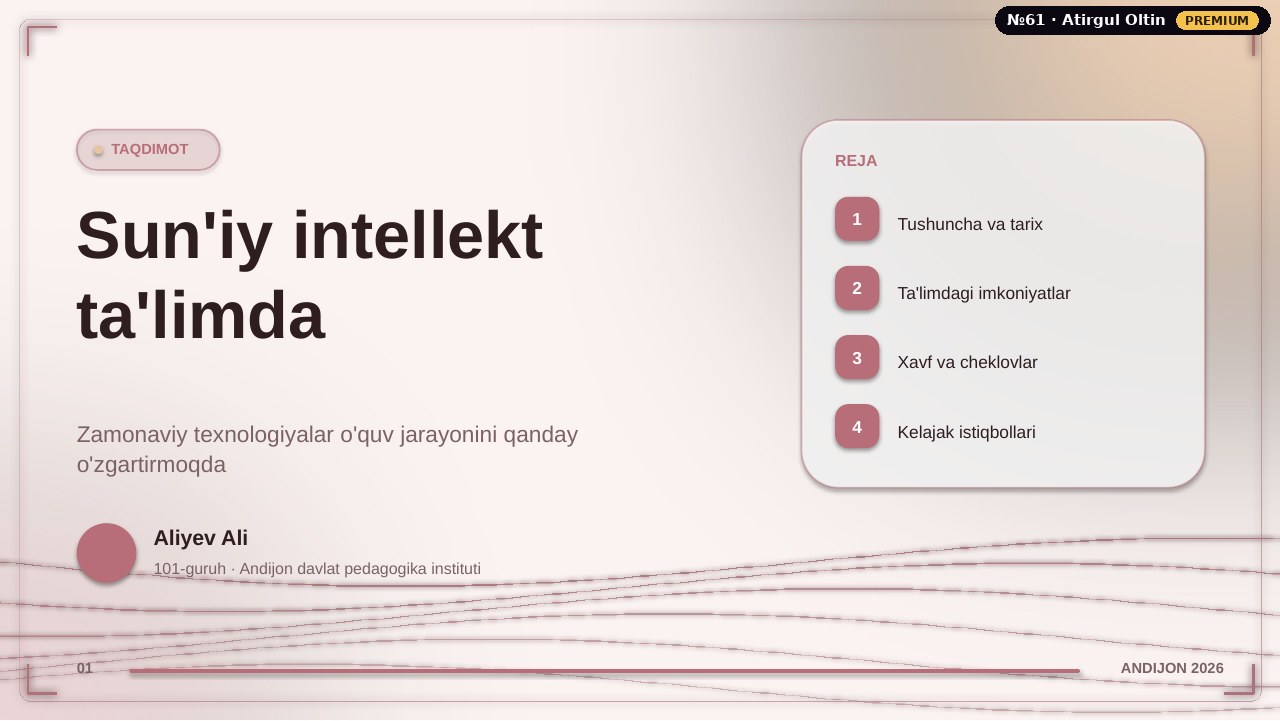 №61 · Atirgul Oltin PREMIUM
TAQDIMOT
Sun'iy intellekt
ta'limda
Zamonaviy texnologiyalar o'quv jarayonini qanday
o'zgartirmoqda
Aliyev Ali
101-guruh · Andijon davlat pedagogika instituti
REJA
1 Tushuncha va tarix
2 Ta'limdagi imkoniyatlar
3 Xavf va cheklovlar
4 Kelajak istiqbollari
01
ANDIJON 2026